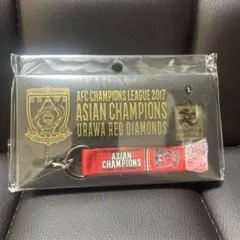 AFC CHAMPIONS LEAGUE 2017
ASIAN CHAMPIONS
URAWA RED DIAMONDS
ASIAN
CHAMPIONS